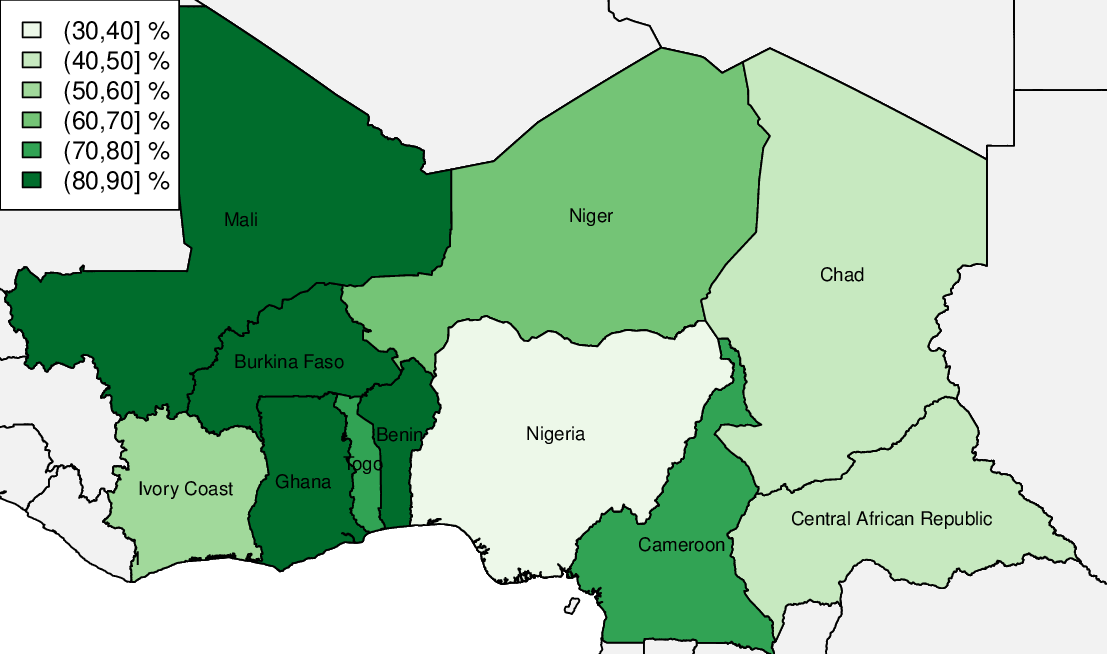 (30,40] %
(40,50] %
(50,60] %
(60,70] %
(70,80] %
(80,90] %
Mali
Niger
Chad
Burkina Faso
Nigeria
Benin
Togo
Ghana
Ivory Coast
Central African Republic
Cameroon